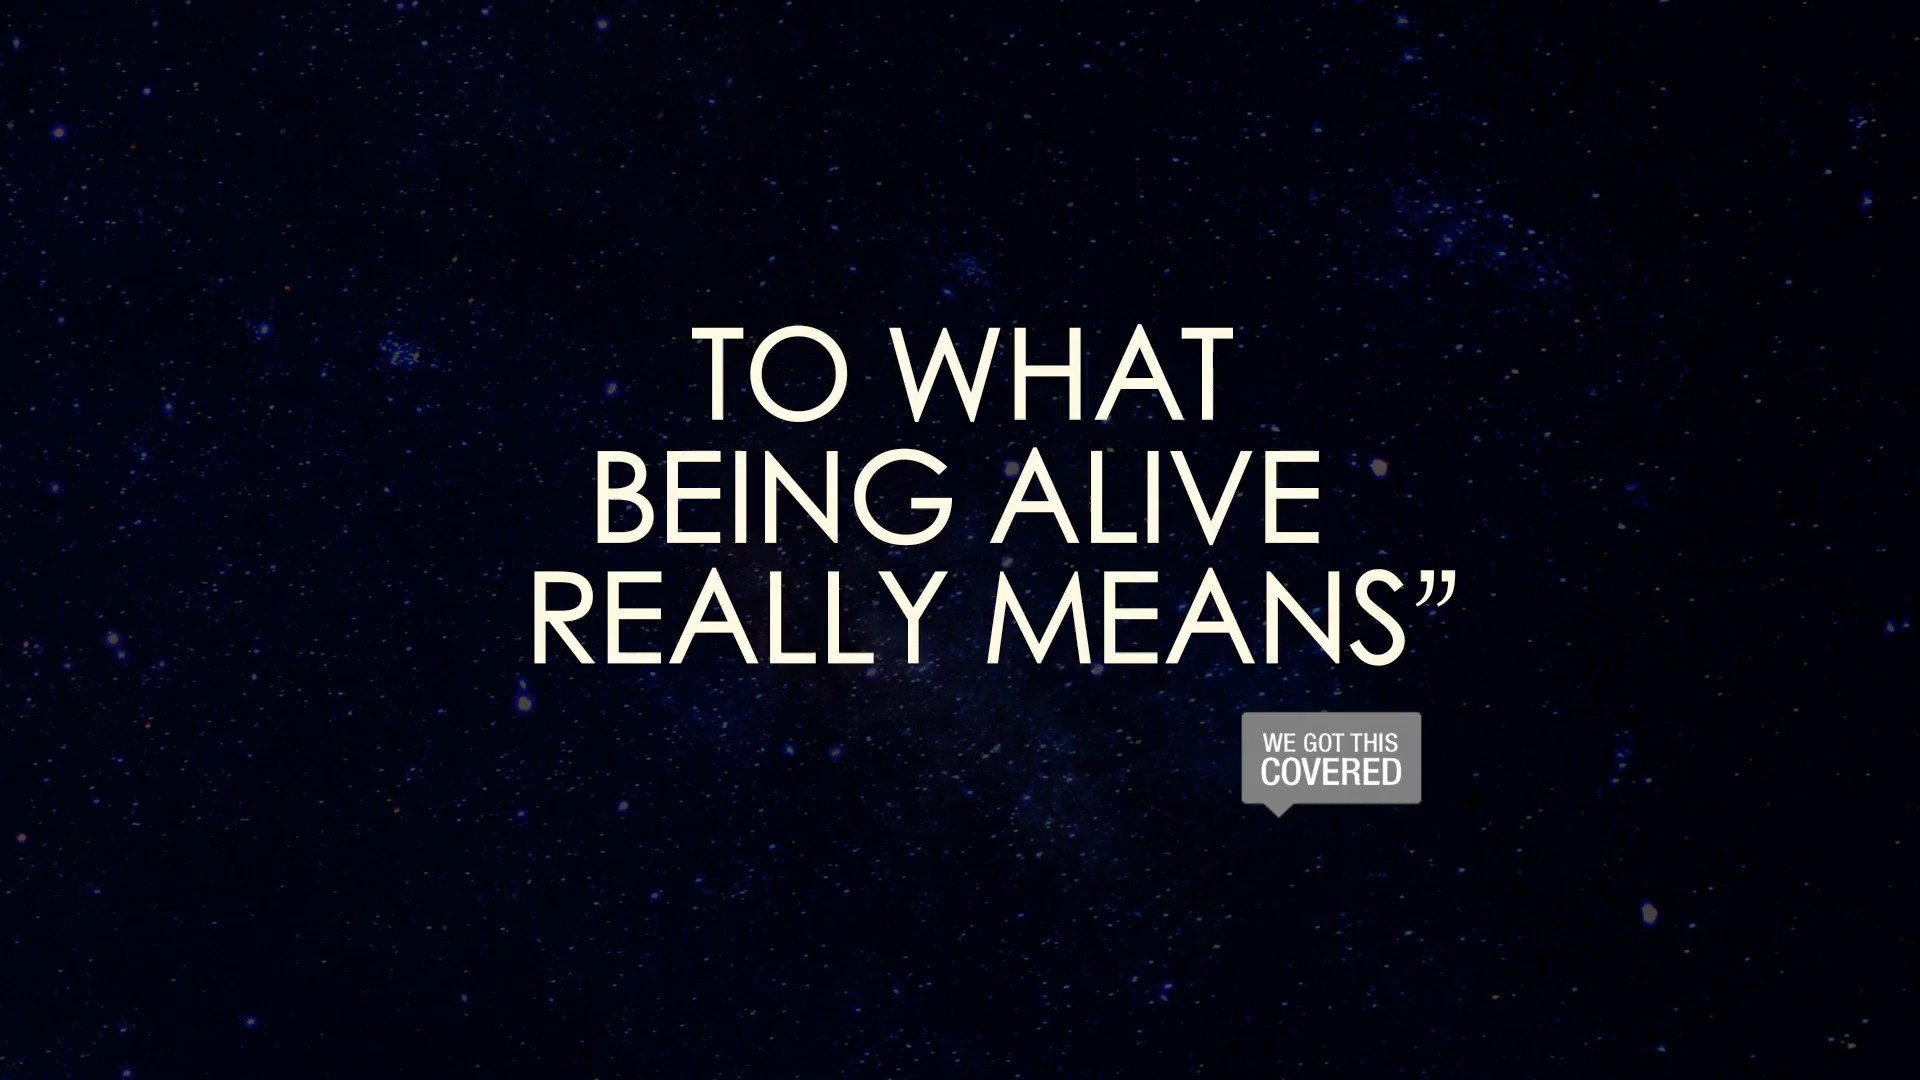 TO WHAT
BEING ALIVE
REALLY MEANS”
WE GOT THIS
COVERED